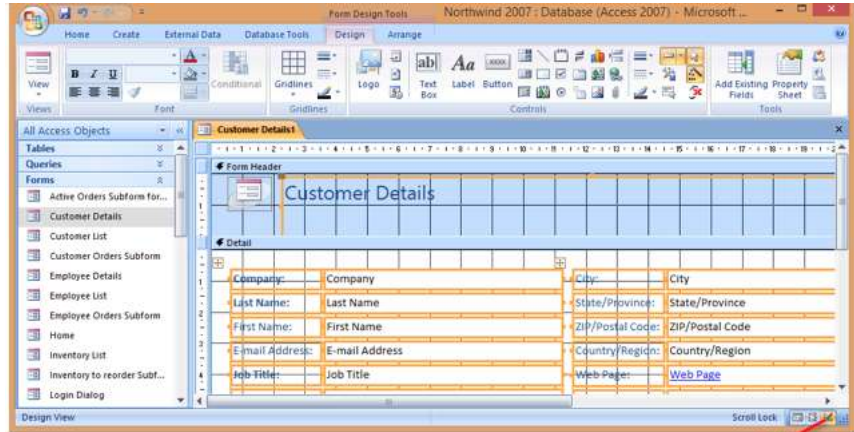 Form Design Tools
Northwind 2007 : Database (Access 2007) - Microsoft ...
Home Create External Data Database Tools Design Arrange
View
B I U
Conditional
Gridlines
Logo
ab|
Text Box
Aa
Label
Button
Add Existing Fields
Property Sheet
Views Font Gridlines Controls Tools
All Access Objects
Customer Details1
Tables
Queries
Forms
Active Orders Subform for...
Customer Details
Customer List
Customer Orders Subform
Employee Details
Employee List
Employee Orders Subform
Home
Inventory List
Inventory to reorder Subf...
Login Dialog
Form Header
Customer Details
Detail
Company: Company City: City
Last Name: Last Name State/Province: State/Province
First Name: First Name ZIP/Postal Code: ZIP/Postal Code
E-mail Address: E-mail Address Country/Region: Country/Region
Job Title: Job Title Web Page: Web Page
Design View Scroll Lock